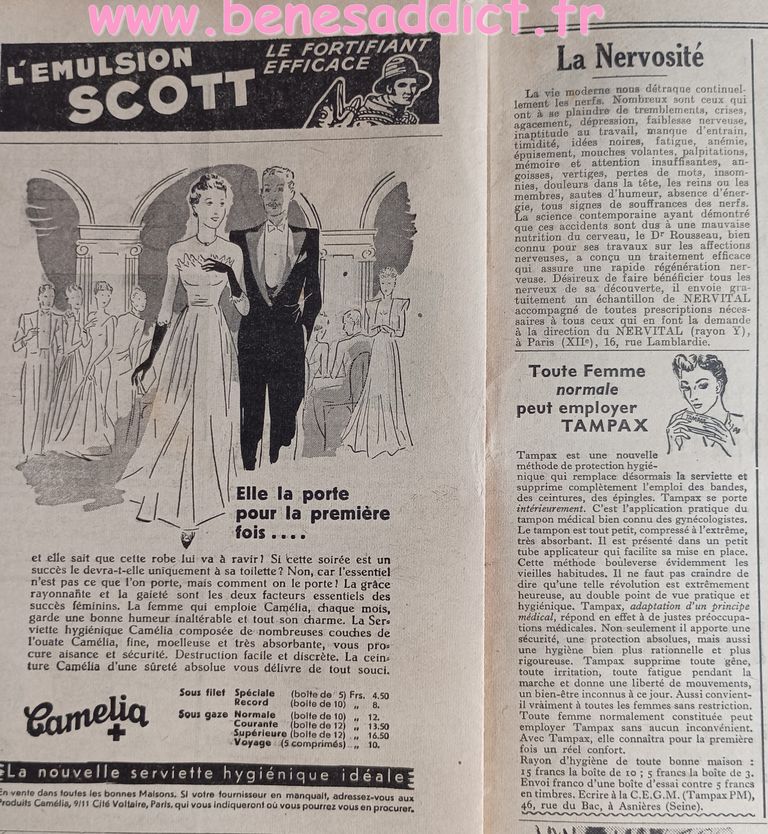 www.benesaddict.fr
L'EMULSION
SCOTT
LE FORTIFIANT
EFFICACE
Elle la porte
pour la première
fois ....
et elle sait que cette robe lui va à ravir ! Si cette soirée est un
succès le devra-t-elle uniquement à sa toilette ? Non, car l'essentiel
n'est pas ce que l'on porte, mais comment on le porte ! La grâce
rayonnante et la gaieté sont les deux facteurs essentiels des
succès féminins. La femme qui emploie Camélia, chaque mois,
garde une bonne humeur inaltérable et tout son charme. La Ser-
viette hygiénique Camélia composée de nombreuses couches de
l'ouate Camélia, fine, moelleuse et très absorbante, vous pro-
cure aisance et sécurité. Destruction facile et discrète. La cein-
ture Camélia d'une sûreté absolue vous délivre de tout souci.
Camelia
Sous filet Spéciale (boîte de 5) Frs. 4.50
Record (boîte de 10) „ 8.
Sous gaze Normale (boîte de 10) „ 12.
Courante (boîte de 12) „ 13.50
Supérieure (boîte de 12) „ 16.50
Voyage (5 comprimés) „ 10.
La nouvelle serviette hygiénique idéale
En vente dans toutes les bonnes Maisons. Si votre fournisseur en manquait, adressez-vous aux
Produits Camélia, 9/11 Cité Voltaire, Paris, qui vous indiqueront où vous pourrez vous en procurer.
La Nervosité
La vie moderne nous détraque continuel-
lement les nerfs. Nombreux sont ceux qui
ont à se plaindre de tremblements, crises,
agacement, dépression, faiblesse nerveuse,
inaptitude au travail, manque d'entrain,
timidité, idées noires, fatigue, anémie,
épuisement, mouches volantes, palpitations,
mémoire et attention insuffisantes, an-
goisses, vertiges, pertes de mots, insom-
nies, douleurs dans la tête, les reins ou les
membres, sautes d'humeur, absence d'éner-
gie, tous signes de souffrances des nerfs.
La science contemporaine ayant démontré
que ces accidents sont dus à une mauvaise
nutrition du cerveau, le Dr Rousseau, bien
connu pour ses travaux sur les affections
nerveuses, a conçu un traitement efficace
qui assure une rapide régénération ner-
veuse. Désireux de faire bénéficier tous les
nerveux de sa découverte, il envoie gra-
tuitement un échantillon de NERVITAL
accompagné de toutes prescriptions néces-
saires à tous ceux qui en font la demande
à la direction du NERVITAL (rayon Y),
à Paris (XIIe), 16, rue Lamblardie.
Toute Femme
normale
peut employer
TAMPAX
TAMPAX
Tampax est une nouvelle
méthode de protection hygié-
nique qui remplace désormais la serviette et
supprime complètement l'emploi des bandes,
des ceintures, des épingles. Tampax se porte
intérieurement. C'est l'application pratique du
tampon médical bien connu des gynécologistes.
Le tampon est tout petit, compressé à l'extrême,
très absorbant. Il est présenté dans un petit
tube applicateur qui facilite sa mise en place.
Cette méthode bouleverse évidemment les
vieilles habitudes. Il ne faut pas craindre de
dire qu'une telle révolution est extrêmement
heureuse, au double point de vue pratique et
hygiénique. Tampax, adaptation d'un principe
médical, répond en effet à de justes préoccupa-
tions médicales. Non seulement il apporte une
sécurité, une protection absolues, mais aussi
une hygiène bien plus rationnelle et plus
rigoureuse. Tampax supprime toute gêne,
toute irritation, toute fatigue pendant la
marche et donne une liberté de mouvements,
un bien-être inconnus à ce jour. Aussi convient-
il vraiment à toutes les femmes sans restriction.
Toute femme normalement constituée peut
employer Tampax sans aucun inconvénient.
Avec Tampax, elle connaîtra pour la première
fois un réel confort.
Rayon d'hygiène de toute bonne maison :
15 francs la boîte de 10 ; 5 francs la boîte de 3.
Envoi franco d'une boîte d'essai contre 5 francs
en timbres. Ecrire à la C.E.G.M. (Tampax PM),
46, rue du Bac, à Asnières (Seine).